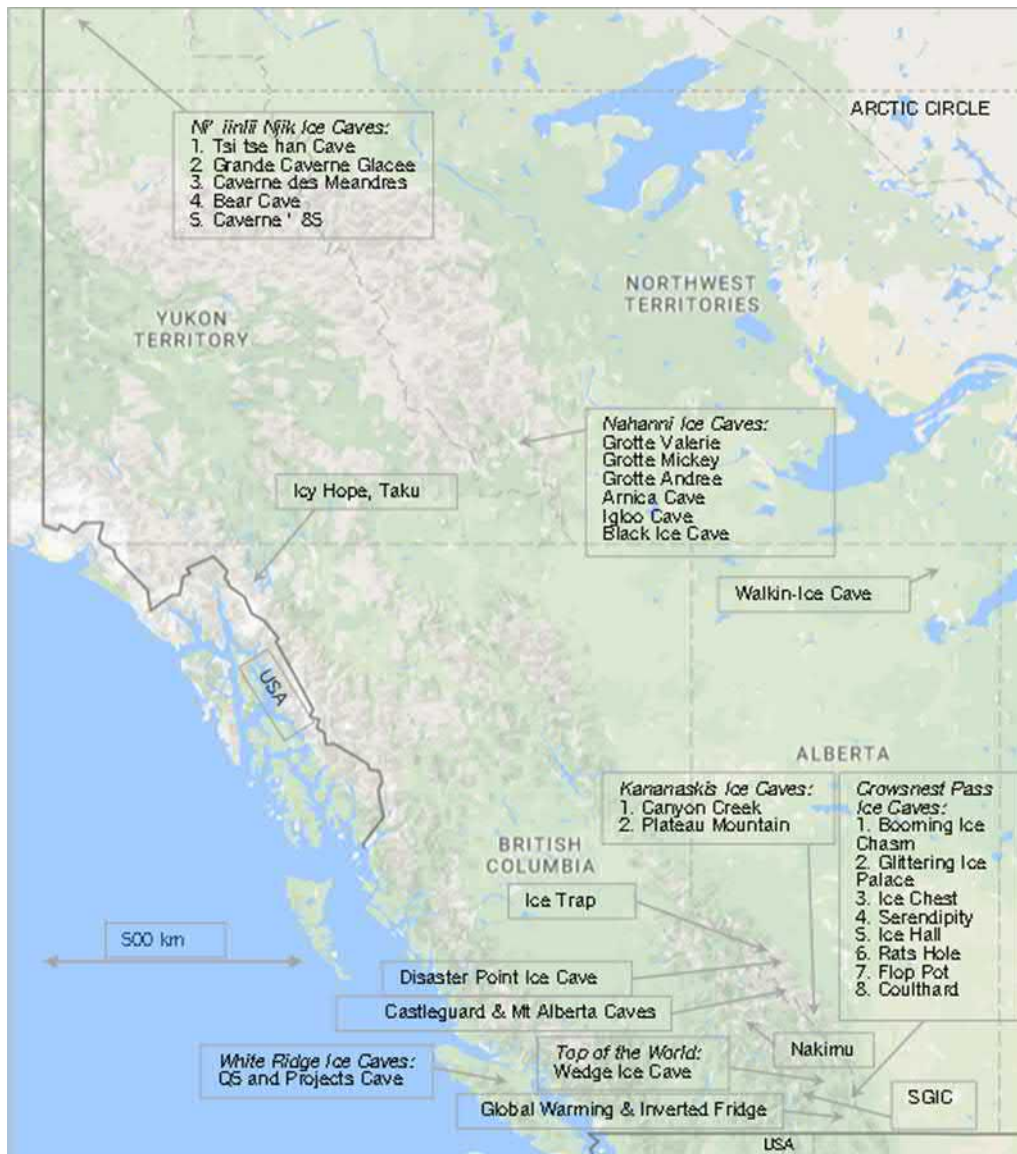 ARCTIC CIRCLE
Ni' iinlii Njik Ice Caves:
1. Tsi tse han Cave
2. Grande Caverne Glacee
3. Caverne des Meandres
4. Bear Cave
5. Caverne ' 85
NORTHWEST
TERRITORIES
YUKON
TERRITORY
Nahanni Ice Caves:
Grotte Valerie
Grotte Mickey
Grotte Andree
Arnica Cave
Igloo Cave
Black Ice Cave
Icy Hope, Taku
Walkin-Ice Cave
USA
ALBERTA
Kananaskis Ice Caves:
1. Canyon Creek
2. Plateau Mountain
Crowsnest Pass
Ice Caves:
1. Booming Ice
Chasm
2. Glittering Ice
Palace
3. Ice Chest
4. Serendipity
5. Ice Hall
6. Rats Hole
7. Flop Pot
8. Coulthard
BRITISH
COLUMBIA
Ice Trap
500 km
Disaster Point Ice Cave
Castleguard & Mt Alberta Caves
Nakimu
White Ridge Ice Caves:
QS and Projects Cave
Top of the World:
Wedge Ice Cave
SGIC
Global Warming & Inverted Fridge
USA